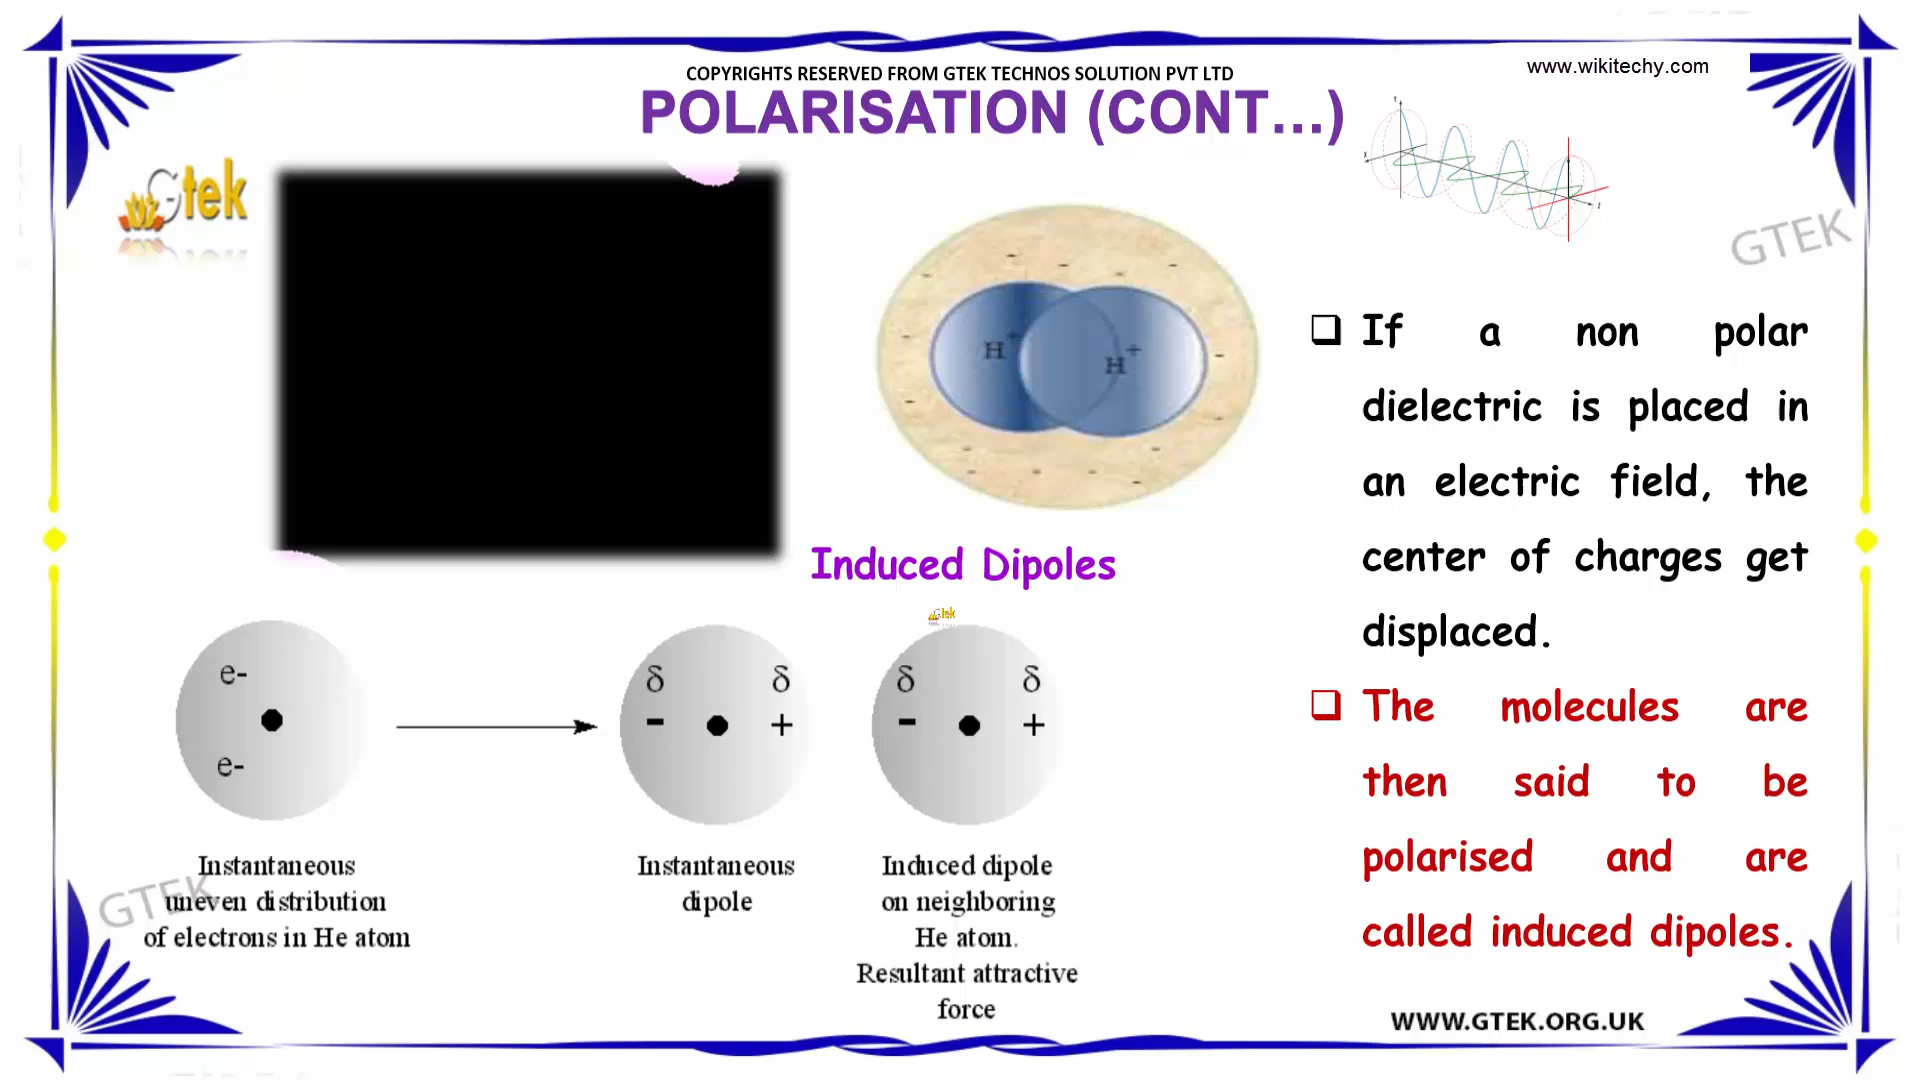 COPYRIGHTS RESERVED FROM GTEK TECHNOS SOLUTION PVT LTD
www.wikitechy.com
POLARISATION (CONT...)
Gtek
GTEK
H+
H+
Induced Dipoles
Gtek
If a non polar
dielectric is placed in
an electric field, the
center of charges get
displaced.
The molecules are
then said to be
polarised and are
called induced dipoles.
e-
e-
δ δ
- +
δ δ
- +
Instantaneous
uneven distribution
of electrons in He atom
GTEK
Instantaneous
dipole
Induced dipole
on neighboring
He atom.
Resultant attractive
force
WWW.GTEK.ORG.UK